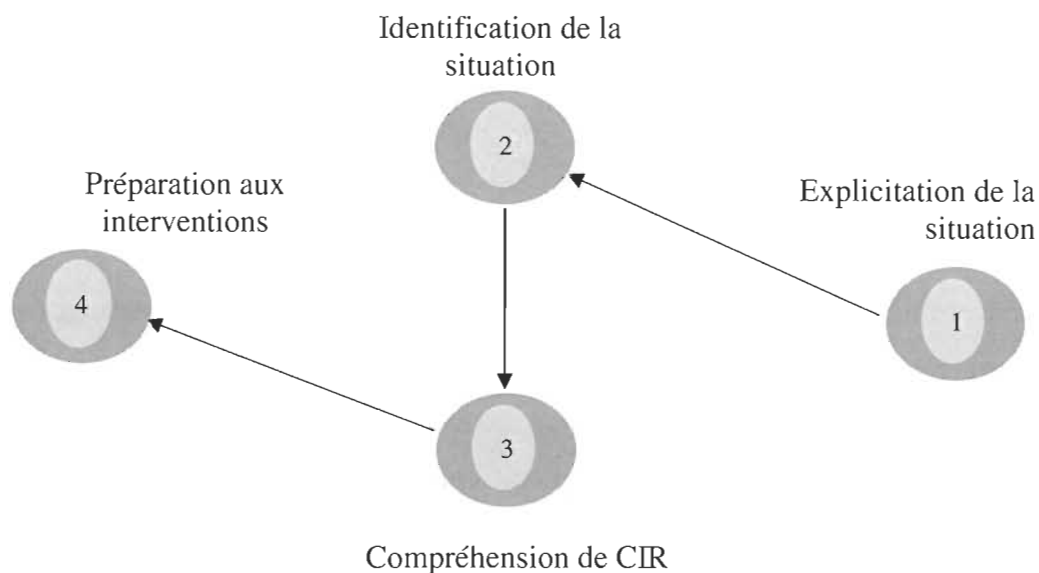 Identification de la
situation
2
Préparation aux
interventions
Explicitation de la
situation
4
1
3
Compréhension de CIR